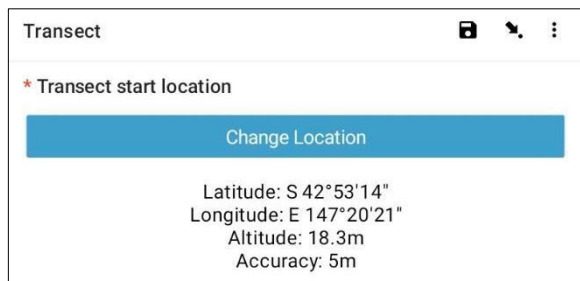 Transect
* Transect start location
Change Location
Latitude: S 42°53'14"
Longitude: E 147°20'21"
Altitude: 18.3m
Accuracy: 5m